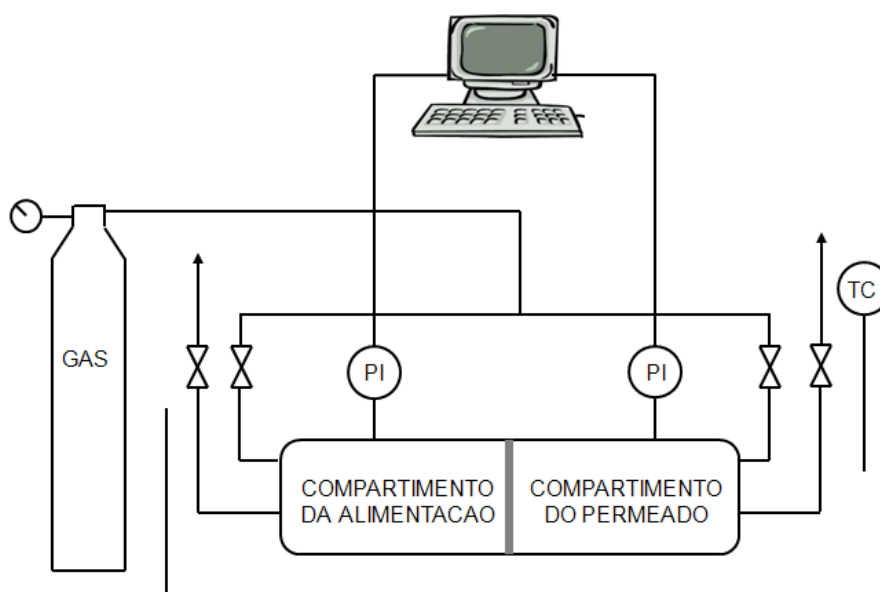 TC
GAS
PI
PI
COMPARTIMENTO
DA ALIMENTACAO
COMPARTIMENTO
DO PERMEADO